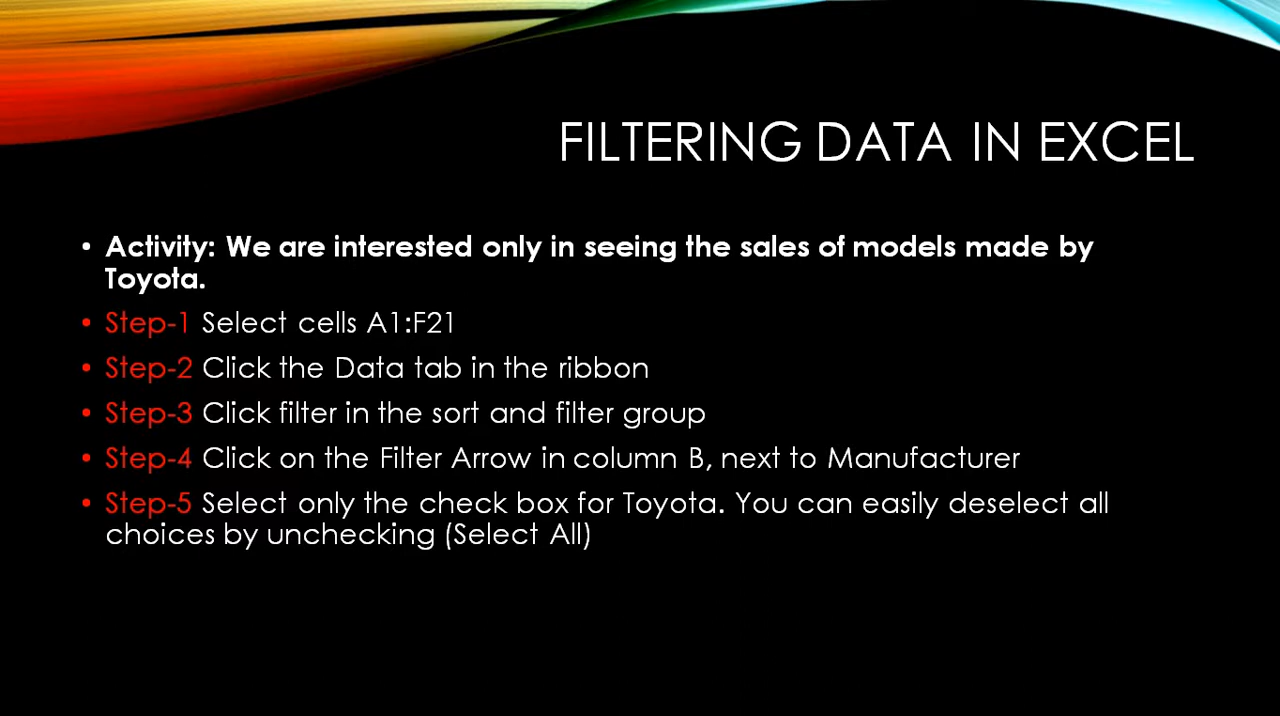 FILTERING DATA IN EXCEL
• Activity: We are interested only in seeing the sales of models made by
Toyota.
• Step-1 Select cells A1:F21
• Step-2 Click the Data tab in the ribbon
• Step-3 Click filter in the sort and filter group
• Step-4 Click on the Filter Arrow in column B, next to Manufacturer
• Step-5 Select only the check box for Toyota. You can easily deselect all
choices by unchecking (Select All)